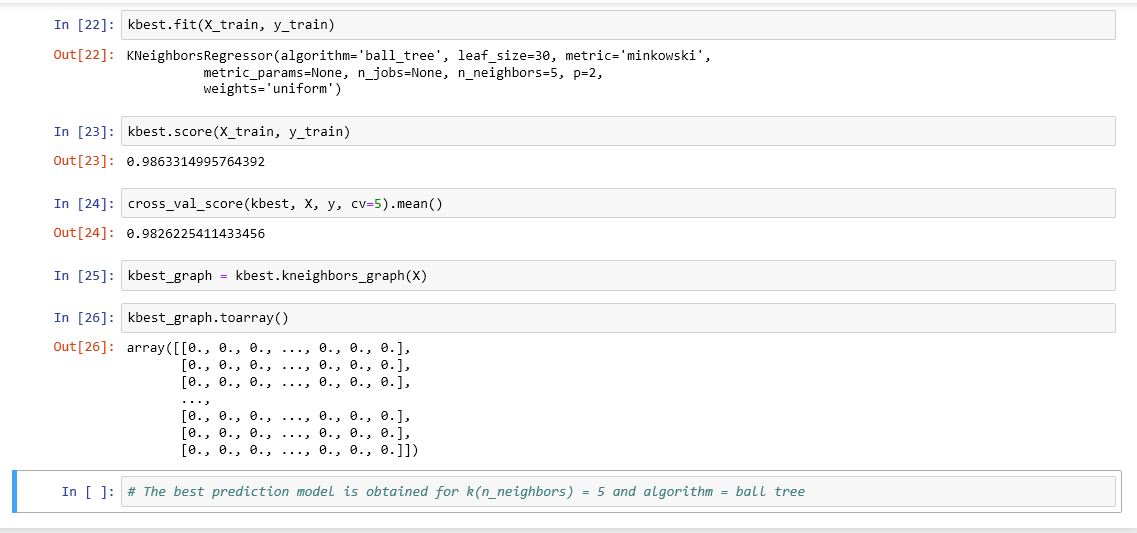 In [22]: kbest.fit(X_train, y_train)
Out[22]: KNeighborsRegressor(algorithm='ball_tree', leaf_size=30, metric='minkowski',
metric_params=None, n_jobs=None, n_neighbors=5, p=2,
weights='uniform')
In [23]: kbest.score(X_train, y_train)
Out[23]: 0.9863314995764392
In [24]: cross_val_score(kbest, X, y, cv=5).mean()
Out[24]: 0.9826225411433456
In [25]: kbest_graph = kbest.kneighbors_graph(X)
In [26]: kbest_graph.toarray()
Out[26]: array([[0., 0., 0., ..., 0., 0., 0.],
[0., 0., 0., ..., 0., 0., 0.],
[0., 0., 0., ..., 0., 0., 0.],
...,
[0., 0., 0., ..., 0., 0., 0.],
[0., 0., 0., ..., 0., 0., 0.],
[0., 0., 0., ..., 0., 0., 0.]])
In [ ]: # The best prediction model is obtained for k(n_neighbors) = 5 and algorithm = ball tree